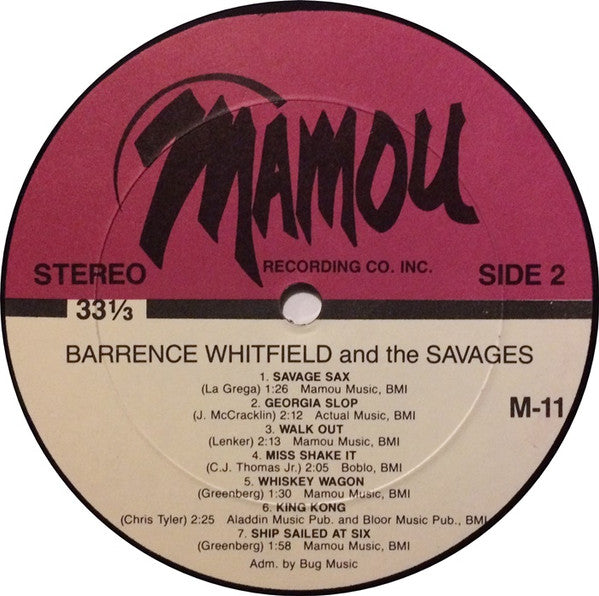 MAMOU
RECORDING CO. INC.
STEREO
SIDE 2
33⅓
BARRENCE WHITFIELD and the SAVAGES
M-11
1. SAVAGE SAX
(La Grega) 1:26 Mamou Music, BMI
2. GEORGIA SLOP
(J. McCracklin) 2:12 Actual Music, BMI
3. WALK OUT
(Lenker) 2:13 Mamou Music, BMI
4. MISS SHAKE IT
(C.J. Thomas Jr.) 2:05 Boblo, BMI
5. WHISKEY WAGON
(Greenberg) 1:30 Mamou Music, BMI
6. KING KONG
(Chris Tyler) 2:25 Aladdin Music Pub. and Bloor Music Pub., BMI
7. SHIP SAILED AT SIX
(Greenberg) 1:58 Mamou Music, BMI
Adm. by Bug Music